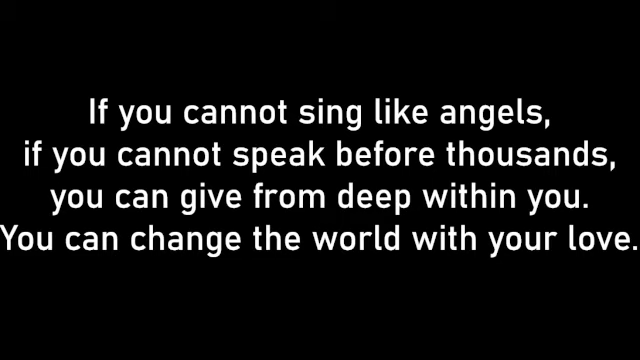 If you cannot sing like angels,
if you cannot speak before thousands,
you can give from deep within you.
You can change the world with your love.